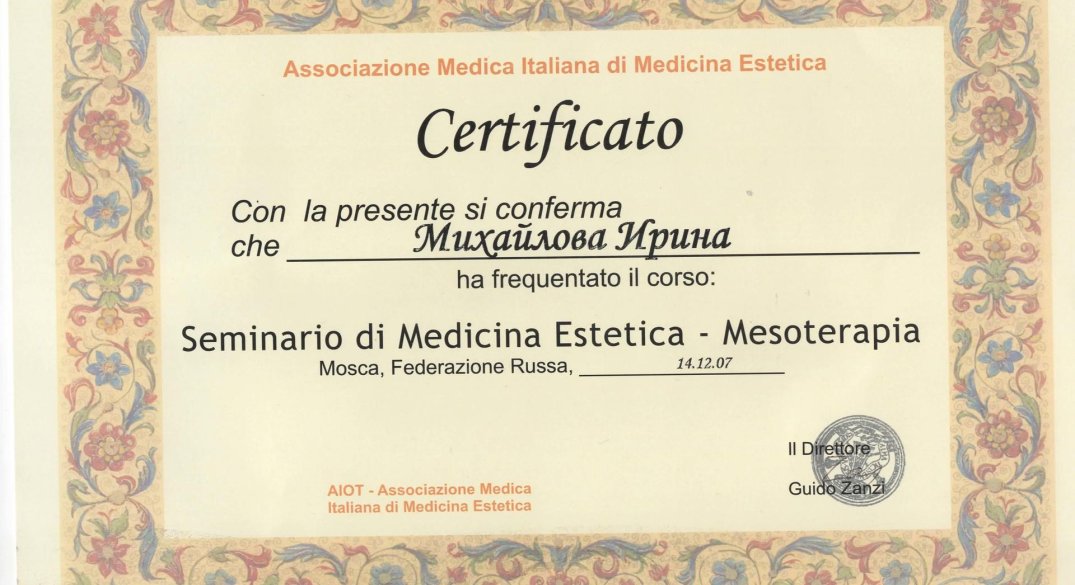 Associazione Medica Italiana di Medicina Estetica
Certificato
Con la presente si conferma
che Михайлова Ирина
ha frequentato il corso:
Seminario di Medicina Estetica - Mesoterapia
Mosca, Federazione Russa, 14.12.07
Il Direttore
Guido Zanzi
AIOT - Associazione Medica
Italiana di Medicina Estetica